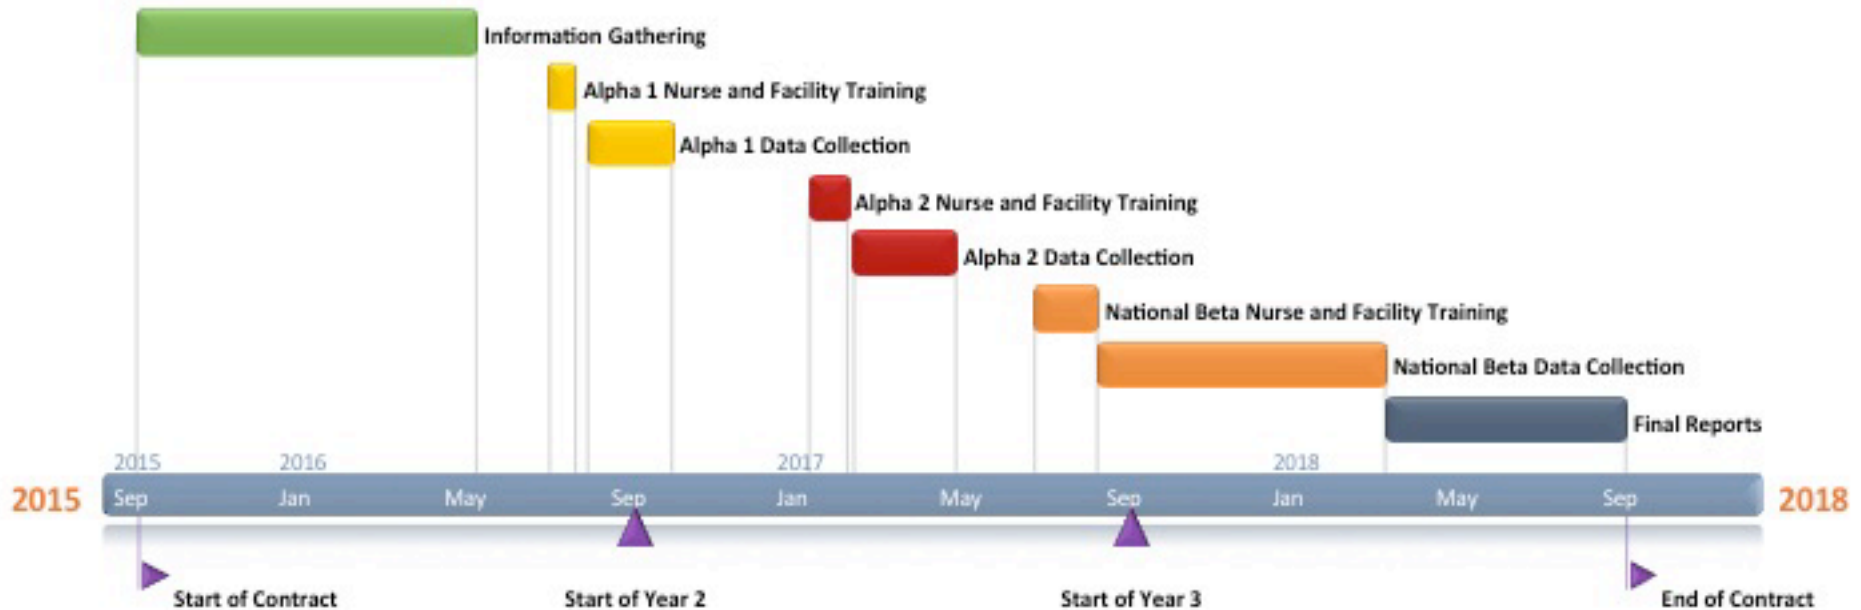 Information Gathering
Alpha 1 Nurse and Facility Training
Alpha 1 Data Collection
Alpha 2 Nurse and Facility Training
Alpha 2 Data Collection
National Beta Nurse and Facility Training
National Beta Data Collection
Final Reports
2015 2016 2017 2018
2015 Sep Jan May Sep Jan May Sep Jan May Sep 2018
Start of Contract Start of Year 2 Start of Year 3 End of Contract